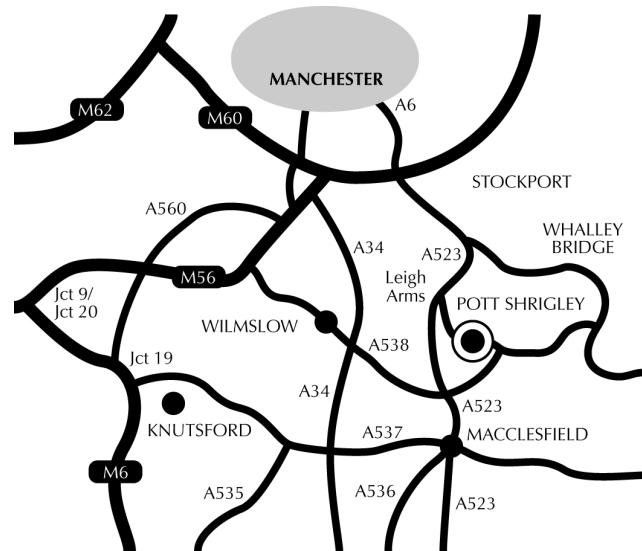 MANCHESTER
A6
M62
M60
STOCKPORT
A560
WHALLEY
BRIDGE
A34
A523
M56
Leigh
Arms
Jct 9/
Jct 20
POTT SHRIGLEY
WILMSLOW
A538
Jct 19
A34
A523
KNUTSFORD
A537
MACCLESFIELD
M6
A535
A536
A523